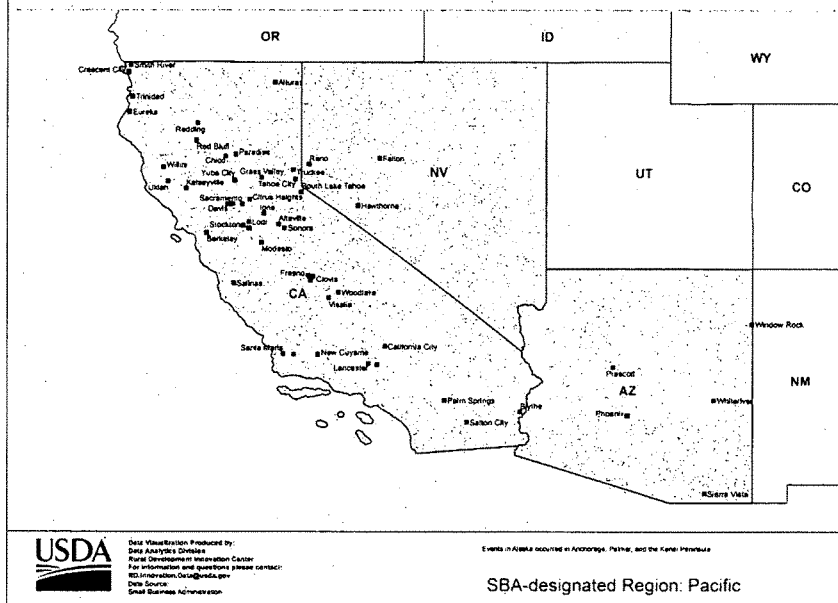 OR
ID
WY
Crescent City
Smith River
Alturas
Trinidad
Eureka
Redding
Red Bluff
Chico
Paradise
Reno
Fallon
NV
UT
CO
Willits
Ukiah
Kelseyville
Yuba City
Grass Valley
Truckee
Tahoe City
South Lake Tahoe
Hawthorne
Sacramento
Citrus Heights
Davis
Ione
Altaville
Stockton
Lodi
Sonora
Berkeley
Modesto
Fresno
Clovis
Salinas
CA
Woodlake
Visalia
Window Rock
Santa Maria
New Cuyama
California City
Lancaster
Prescott
AZ
NM
Palm Springs
Blythe
Phoenix
Whiteriver
Salton City
Sierra Vista
USDA
Data Visualization Produced by:
Data Analytics Division
Rural Development Innovation Center
For information and questions please contact:
RD.Innovation.Data@usda.gov
Data Source:
Small Business Administration
Events in Alaska occurred in Anchorage, Palmer, and the Kenai Peninsula
SBA-designated Region: Pacific